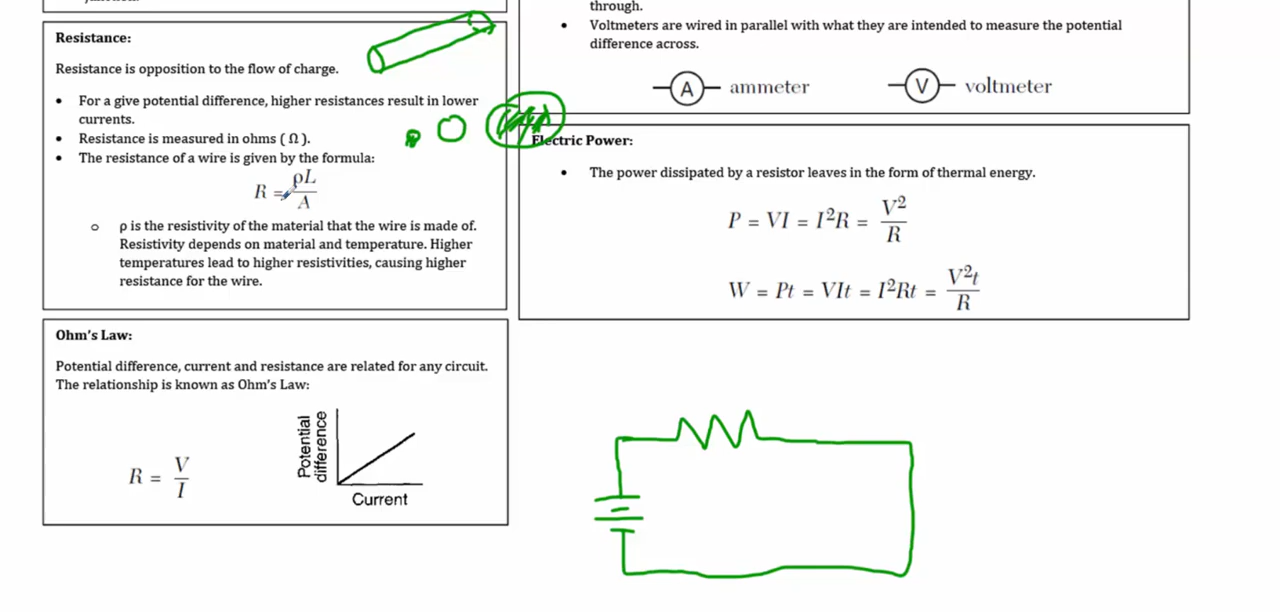 junction.
Resistance:
Resistance is opposition to the flow of charge.
• For a give potential difference, higher resistances result in lower
currents.
• Resistance is measured in ohms ( Ω ).
• The resistance of a wire is given by the formula:
R = ρL / A
o ρ is the resistivity of the material that the wire is made of.
Resistivity depends on material and temperature. Higher
temperatures lead to higher resistivities, causing higher
resistance for the wire.
Ohm's Law:
Potential difference, current and resistance are related for any circuit.
The relationship is known as Ohm's Law:
R = V / I
Potential
difference
Current
through.
• Voltmeters are wired in parallel with what they are intended to measure the potential
difference across.
A ammeter V voltmeter
Electric Power:
• The power dissipated by a resistor leaves in the form of thermal energy.
P = VI = I²R = V² / R
W = Pt = VIt = I²Rt = V²t / R